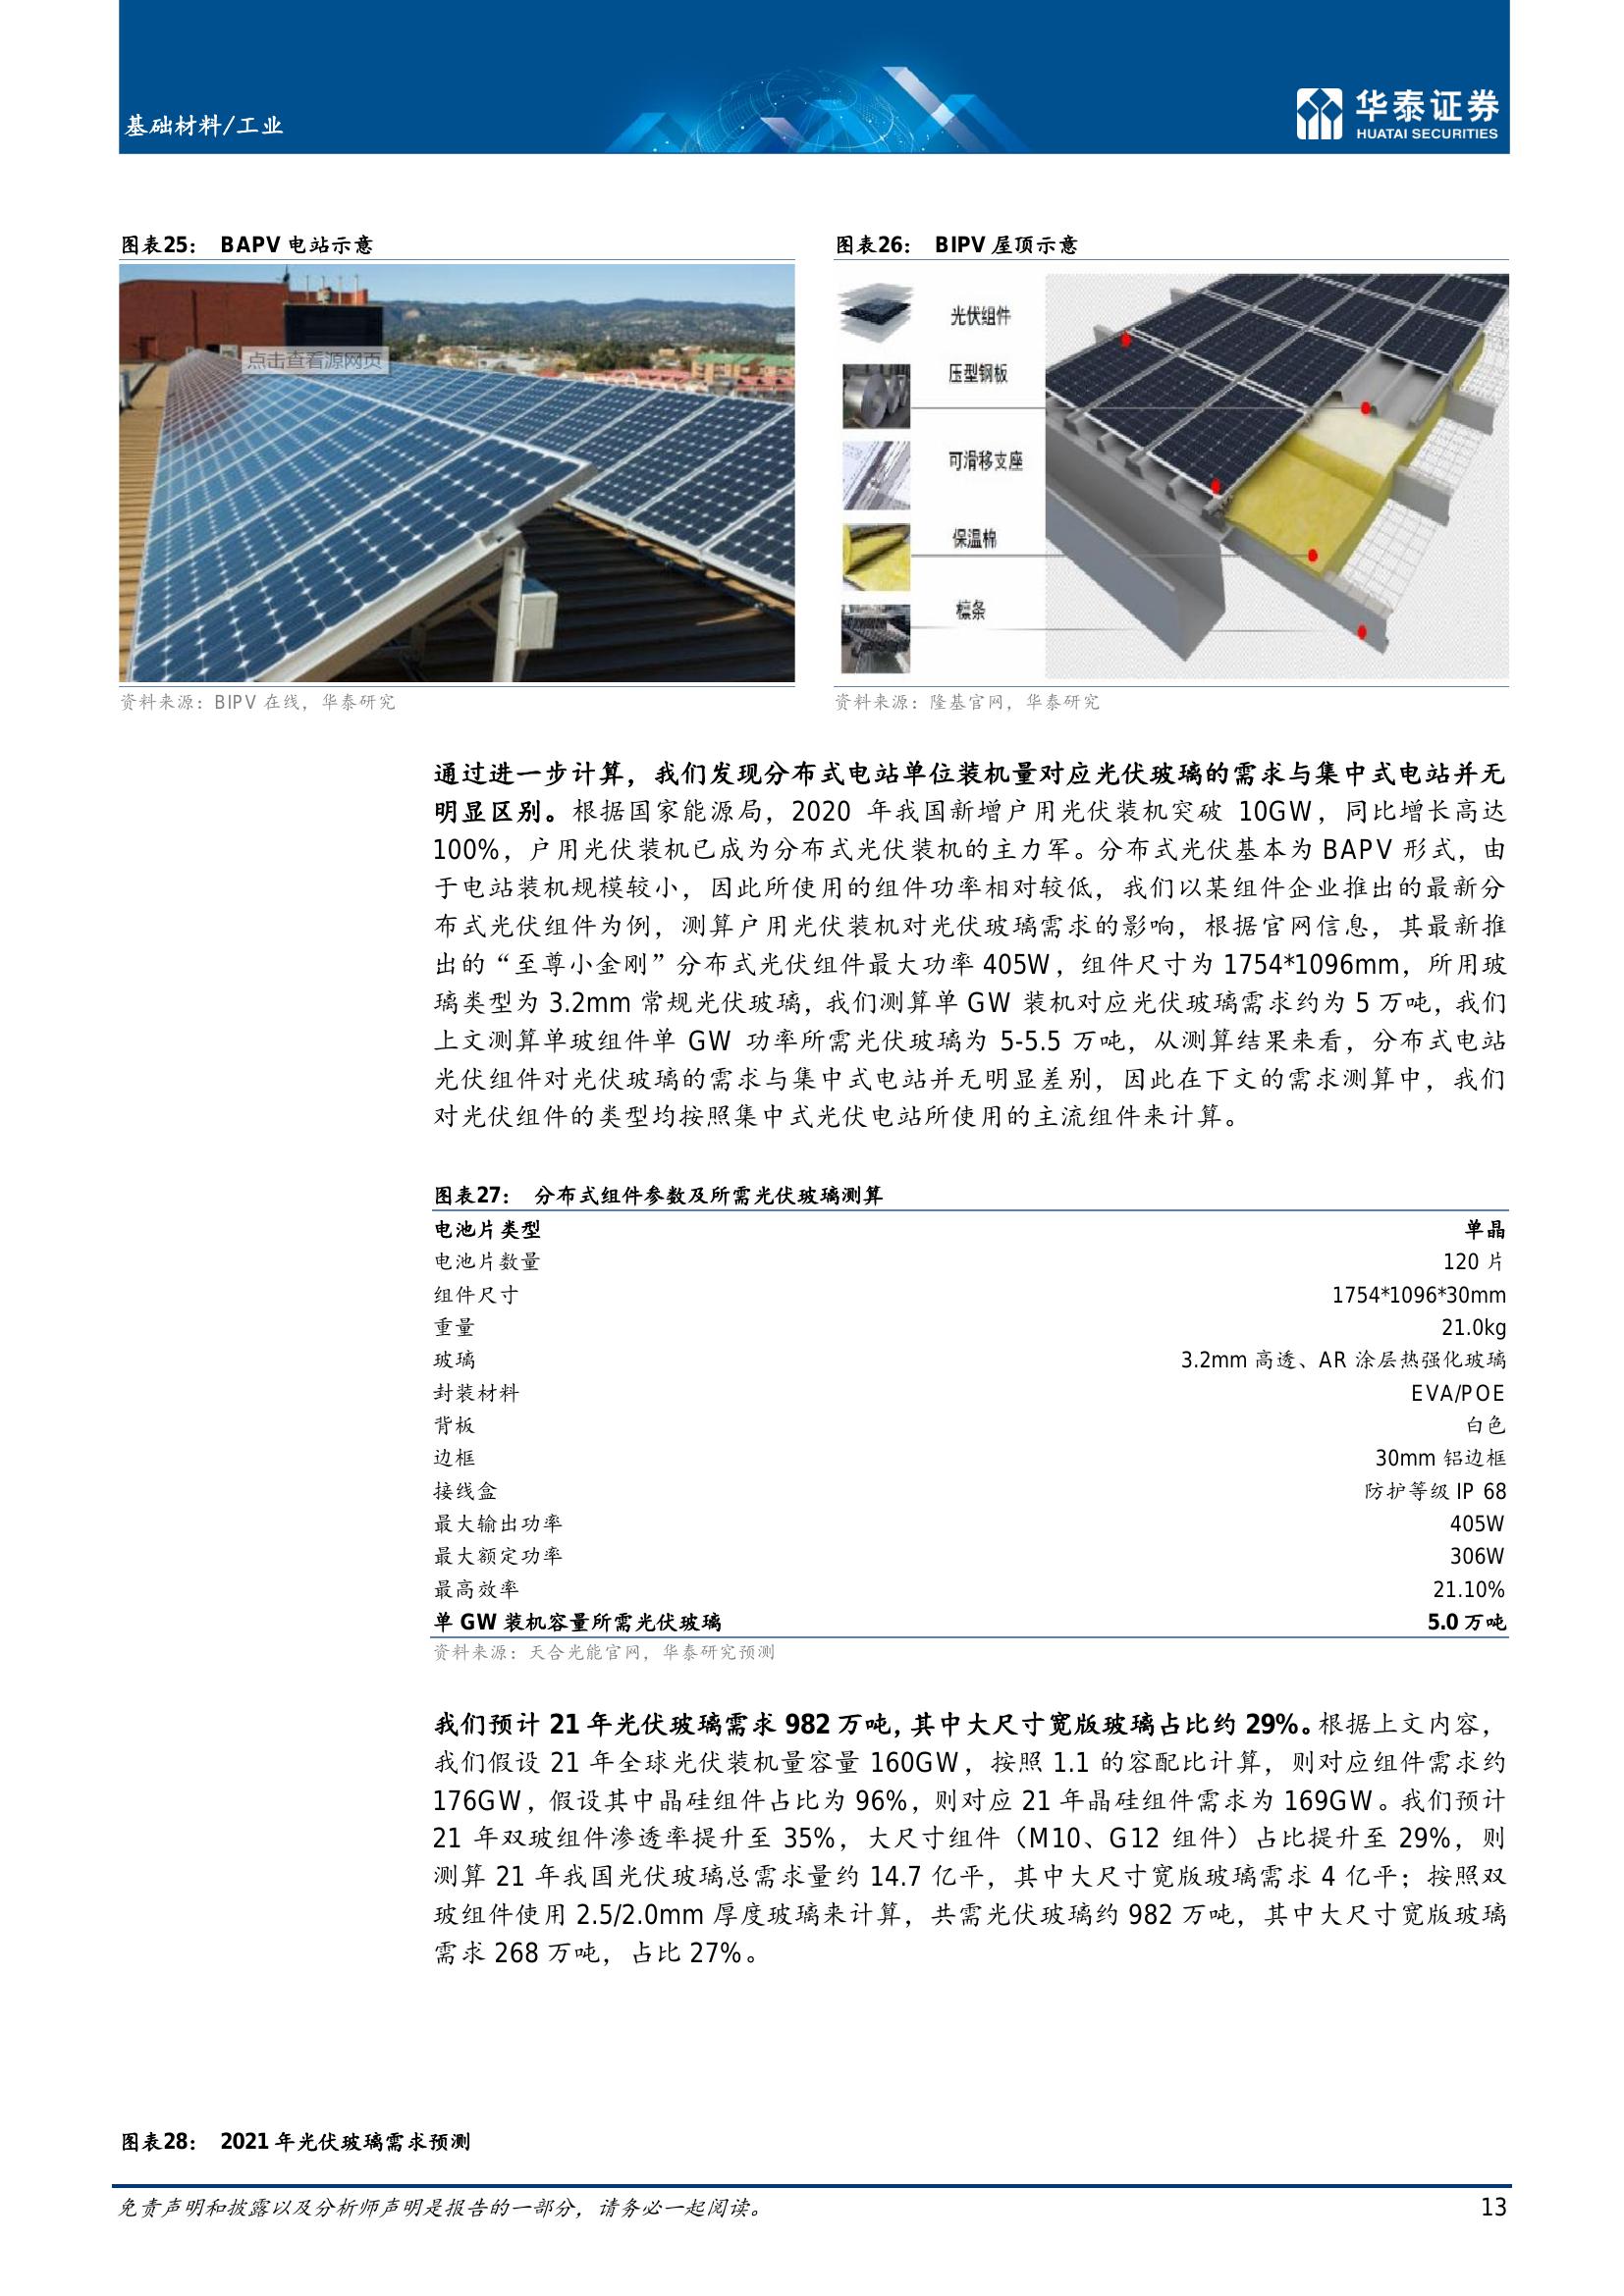 基础材料/工业
华泰证券
HUATAI SECURITIES
图表25： BAPV 电站示意
点击查看源网页
资料来源：BIPV 在线，华泰研究
图表26： BIPV 屋顶示意
光伏组件
压型钢板
可滑移支座
保温棉
檩条
资料来源：隆基官网，华泰研究
通过进一步计算，我们发现分布式电站单位装机量对应光伏玻璃的需求与集中式电站并无
明显区别。根据国家能源局，2020 年我国新增户用光伏装机突破 10GW，同比增长高达
100%，户用光伏装机已成为分布式光伏装机的主力军。分布式光伏基本为 BAPV 形式，由
于电站装机规模较小，因此所使用的组件功率相对较低，我们以某组件企业推出的最新分
布式光伏组件为例，测算户用光伏装机对光伏玻璃需求的影响，根据官网信息，其最新推
出的“至尊小金刚”分布式光伏组件最大功率 405W，组件尺寸为 1754*1096mm，所用玻
璃类型为 3.2mm 常规光伏玻璃，我们测算单 GW 装机对应光伏玻璃需求约为 5 万吨，我们
上文测算单玻组件单 GW 功率所需光伏玻璃为 5-5.5 万吨，从测算结果来看，分布式电站
光伏组件对光伏玻璃的需求与集中式电站并无明显差别，因此在下文的需求测算中，我们
对光伏组件的类型均按照集中式光伏电站所使用的主流组件来计算。
图表27： 分布式组件参数及所需光伏玻璃测算
电池片类型 单晶
电池片数量 120 片
组件尺寸 1754*1096*30mm
重量 21.0kg
玻璃 3.2mm 高透、AR 涂层热强化玻璃
封装材料 EVA/POE
背板 白色
边框 30mm 铝边框
接线盒 防护等级 IP 68
最大输出功率 405W
最大额定功率 306W
最高效率 21.10%
单 GW 装机容量所需光伏玻璃 5.0 万吨
资料来源：天合光能官网，华泰研究预测
我们预计 21 年光伏玻璃需求 982 万吨，其中大尺寸宽版玻璃占比约 29%。根据上文内容，
我们假设 21 年全球光伏装机量容量 160GW，按照 1.1 的容配比计算，则对应组件需求约
176GW，假设其中晶硅组件占比为 96%，则对应 21 年晶硅组件需求为 169GW。我们预计
21 年双玻组件渗透率提升至 35%，大尺寸组件（M10、G12 组件）占比提升至 29%，则
测算 21 年我国光伏玻璃总需求量约 14.7 亿平，其中大尺寸宽版玻璃需求 4 亿平；按照双
玻组件使用 2.5/2.0mm 厚度玻璃来计算，共需光伏玻璃约 982 万吨，其中大尺寸宽版玻璃
需求 268 万吨，占比 27%。
图表28： 2021 年光伏玻璃需求预测
免责声明和披露以及分析师声明是报告的一部分，请务必一起阅读。 13